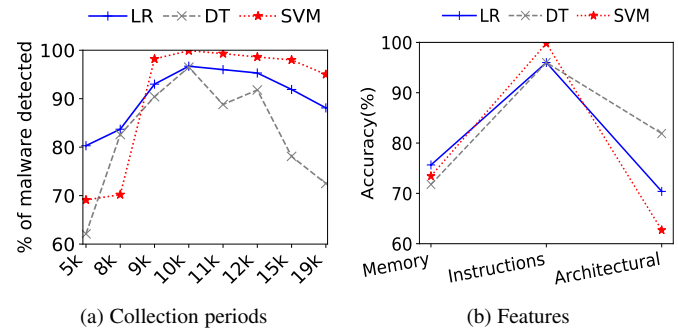 LR DT SVM
% of malware detected
100
90
80
70
60
5k 8k 9k 10k 11k 12k 15k 19k
(a) Collection periods
LR DT SVM
Accuracy(%)
100
90
80
70
60
Memory Instructions Architectural
(b) Features